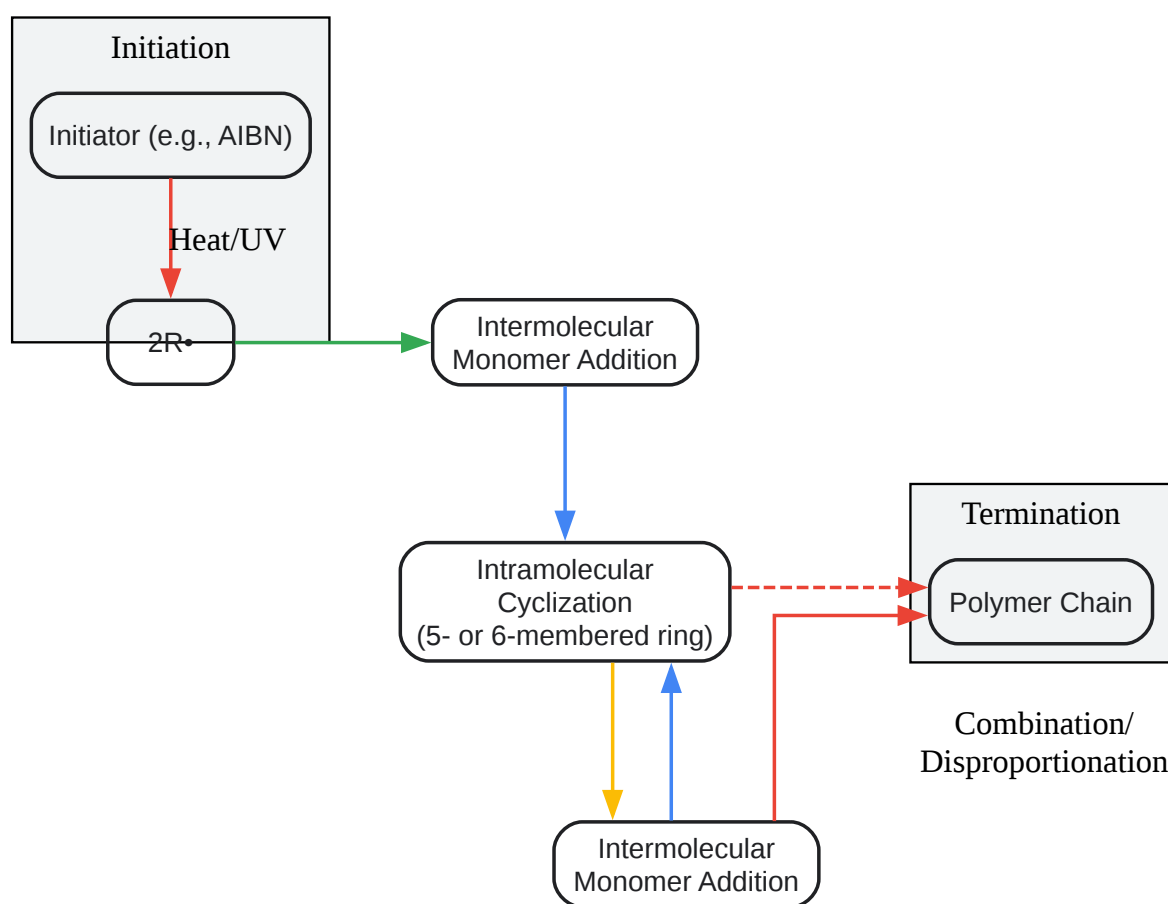 Initiation
Initiator (e.g., AIBN)
Heat/UV
2R•
Intermolecular
Monomer Addition
Intramolecular
Cyclization
(5- or 6-membered ring)
Termination
Polymer Chain
Combination/
Disproportionation
Intermolecular
Monomer Addition